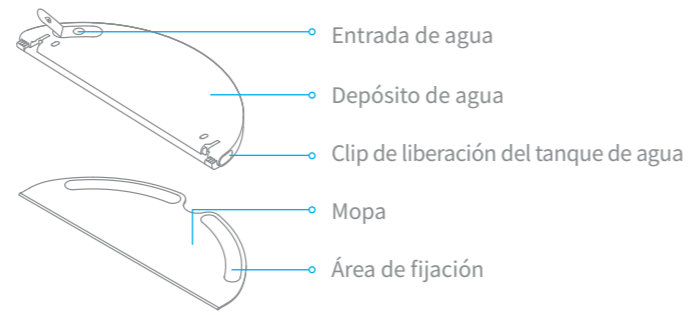 Entrada de agua
Depósito de agua
Clip de liberación del tanque de agua
Mopa
Área de fijación